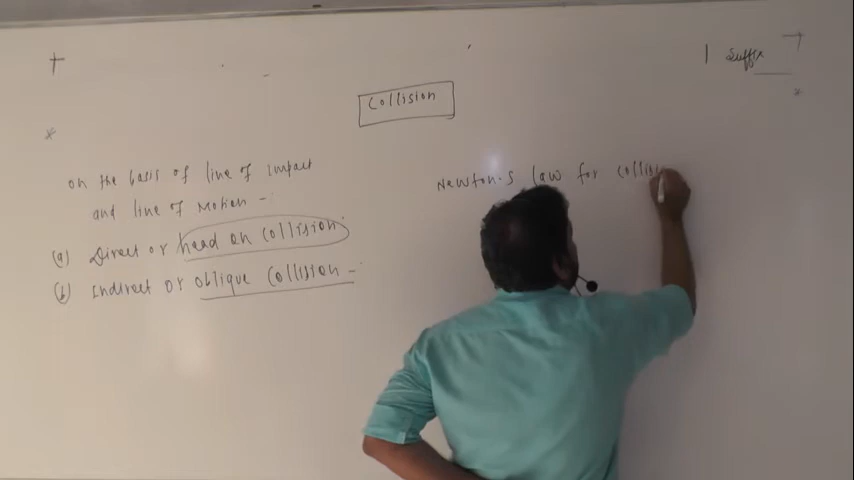 Suffix
Collision
on the basis of line of impact
and line of Motion -
(a) Direct or head on collision
(b) Indirect or oblique collision -
Newton's law for collisi